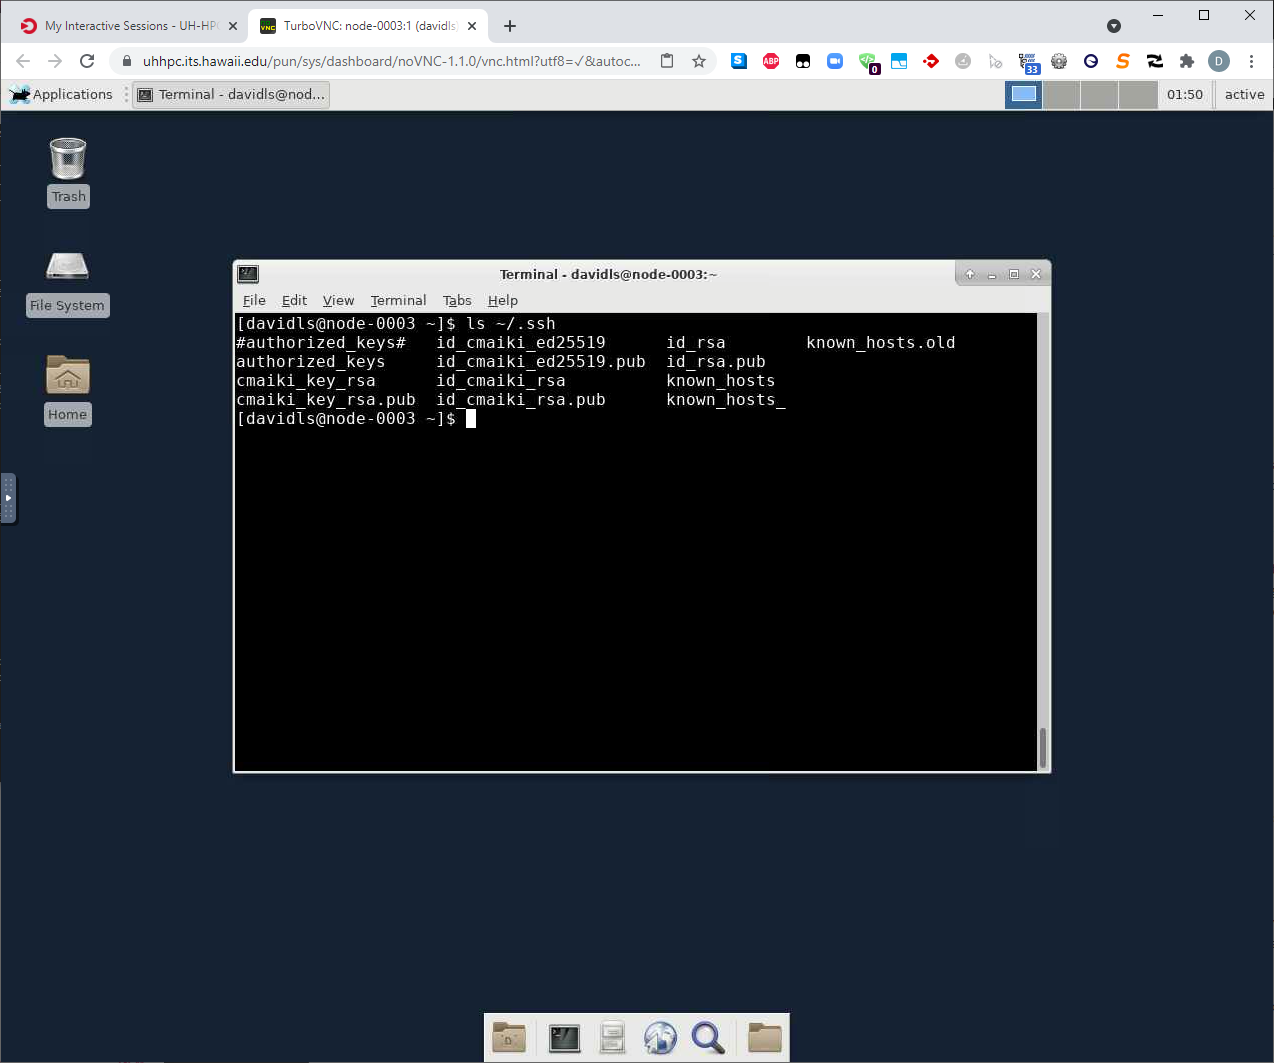 My Interactive Sessions - UH-HP
TurboVNC: node-0003:1 (davidls)
uhhpc.its.hawaii.edu/pun/sys/dashboard/noVNC-1.1.0/vnc.html?utf8=✓&autoc...
S
ABP
0
33
S
D
Applications
Terminal - davidls@nod...
01:50
active
Trash
File System
Home
Terminal - davidls@node-0003:~
File Edit View Terminal Tabs Help
[davidls@node-0003 ~]$ ls ~/.ssh
#authorized_keys# id_cmaiki_ed25519 id_rsa known_hosts.old
authorized_keys id_cmaiki_ed25519.pub id_rsa.pub
cmaiki_key_rsa id_cmaiki_rsa known_hosts
cmaiki_key_rsa.pub id_cmaiki_rsa.pub known_hosts_
[davidls@node-0003 ~]$